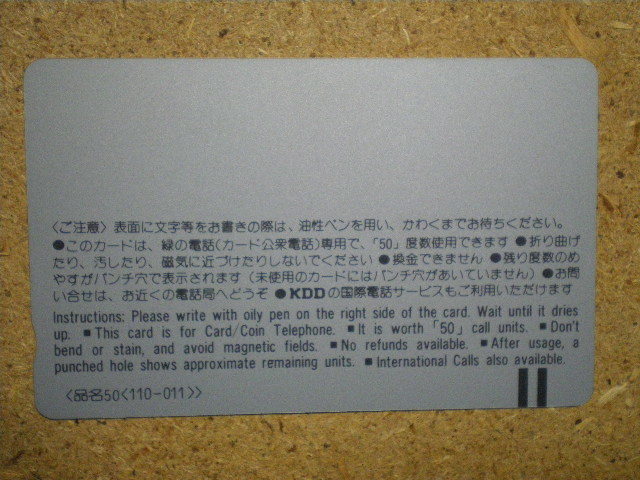 〈ご注意〉表面に文字等をお書きの際は、油性ペンを用い、かわくまでお待ちください。
●このカードは、緑の電話(カード公衆電話)専用で、「50」度数使用できます ●折り曲げ
たり、汚したり、磁気に近づけたりしないでください ●換金できません ●残り度数のめ
やすがパンチ穴で表示されます（未使用のカードにはパンチ穴があいていません）●お問
い合せは、お近くの電話局へどうぞ ●KDDの国際電話サービスもご利用いただけます
Instructions: Please write with oily pen on the right side of the card. Wait until it dries
up. ■ This card is for Card/Coin Telephone. ■ It is worth「50」call units. ■ Don't
bend or stain, and avoid magnetic fields. ■ No refunds available. ■ After usage, a
punched hole shows approximate remaining units. ■ International Calls also available.
〈品名50〈110-011〉〉